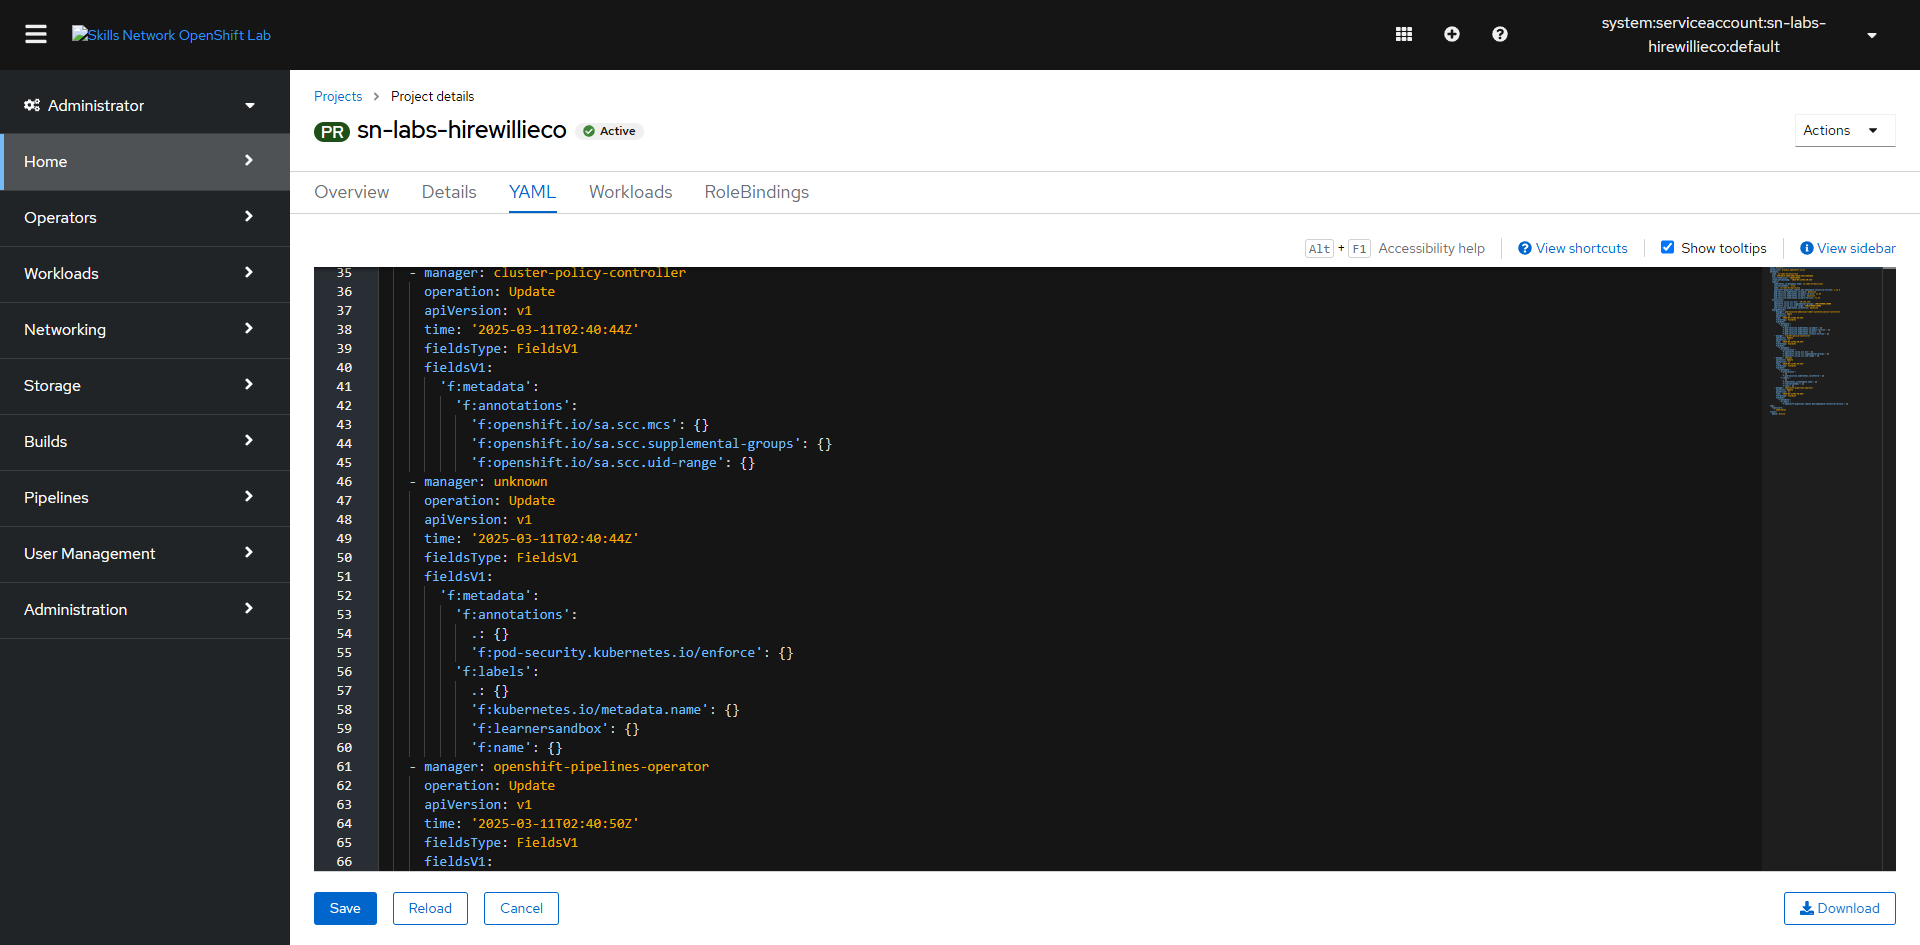 Skills Network OpenShift Lab
system:serviceaccount:sn-labs-
hirewillieco:default
Administrator
Home
Operators
Workloads
Networking
Storage
Builds
Pipelines
User Management
Administration
Projects > Project details
PR sn-labs-hirewillieco Active
Actions
Overview Details YAML Workloads RoleBindings
Alt + F1 Accessibility help View shortcuts Show tooltips View sidebar
35 - manager: cluster-policy-controller
36 operation: Update
37 apiVersion: v1
38 time: '2025-03-11T02:40:44Z'
39 fieldsType: FieldsV1
40 fieldsV1:
41 'f:metadata':
42 'f:annotations':
43 'f:openshift.io/sa.scc.mcs': {}
44 'f:openshift.io/sa.scc.supplemental-groups': {}
45 'f:openshift.io/sa.scc.uid-range': {}
46 - manager: unknown
47 operation: Update
48 apiVersion: v1
49 time: '2025-03-11T02:40:44Z'
50 fieldsType: FieldsV1
51 fieldsV1:
52 'f:metadata':
53 'f:annotations':
54 .: {}
55 'f:pod-security.kubernetes.io/enforce': {}
56 'f:labels':
57 .: {}
58 'f:kubernetes.io/metadata.name': {}
59 'f:learnersandbox': {}
60 'f:name': {}
61 - manager: openshift-pipelines-operator
62 operation: Update
63 apiVersion: v1
64 time: '2025-03-11T02:40:50Z'
65 fieldsType: FieldsV1
66 fieldsV1:
Save Reload Cancel Download